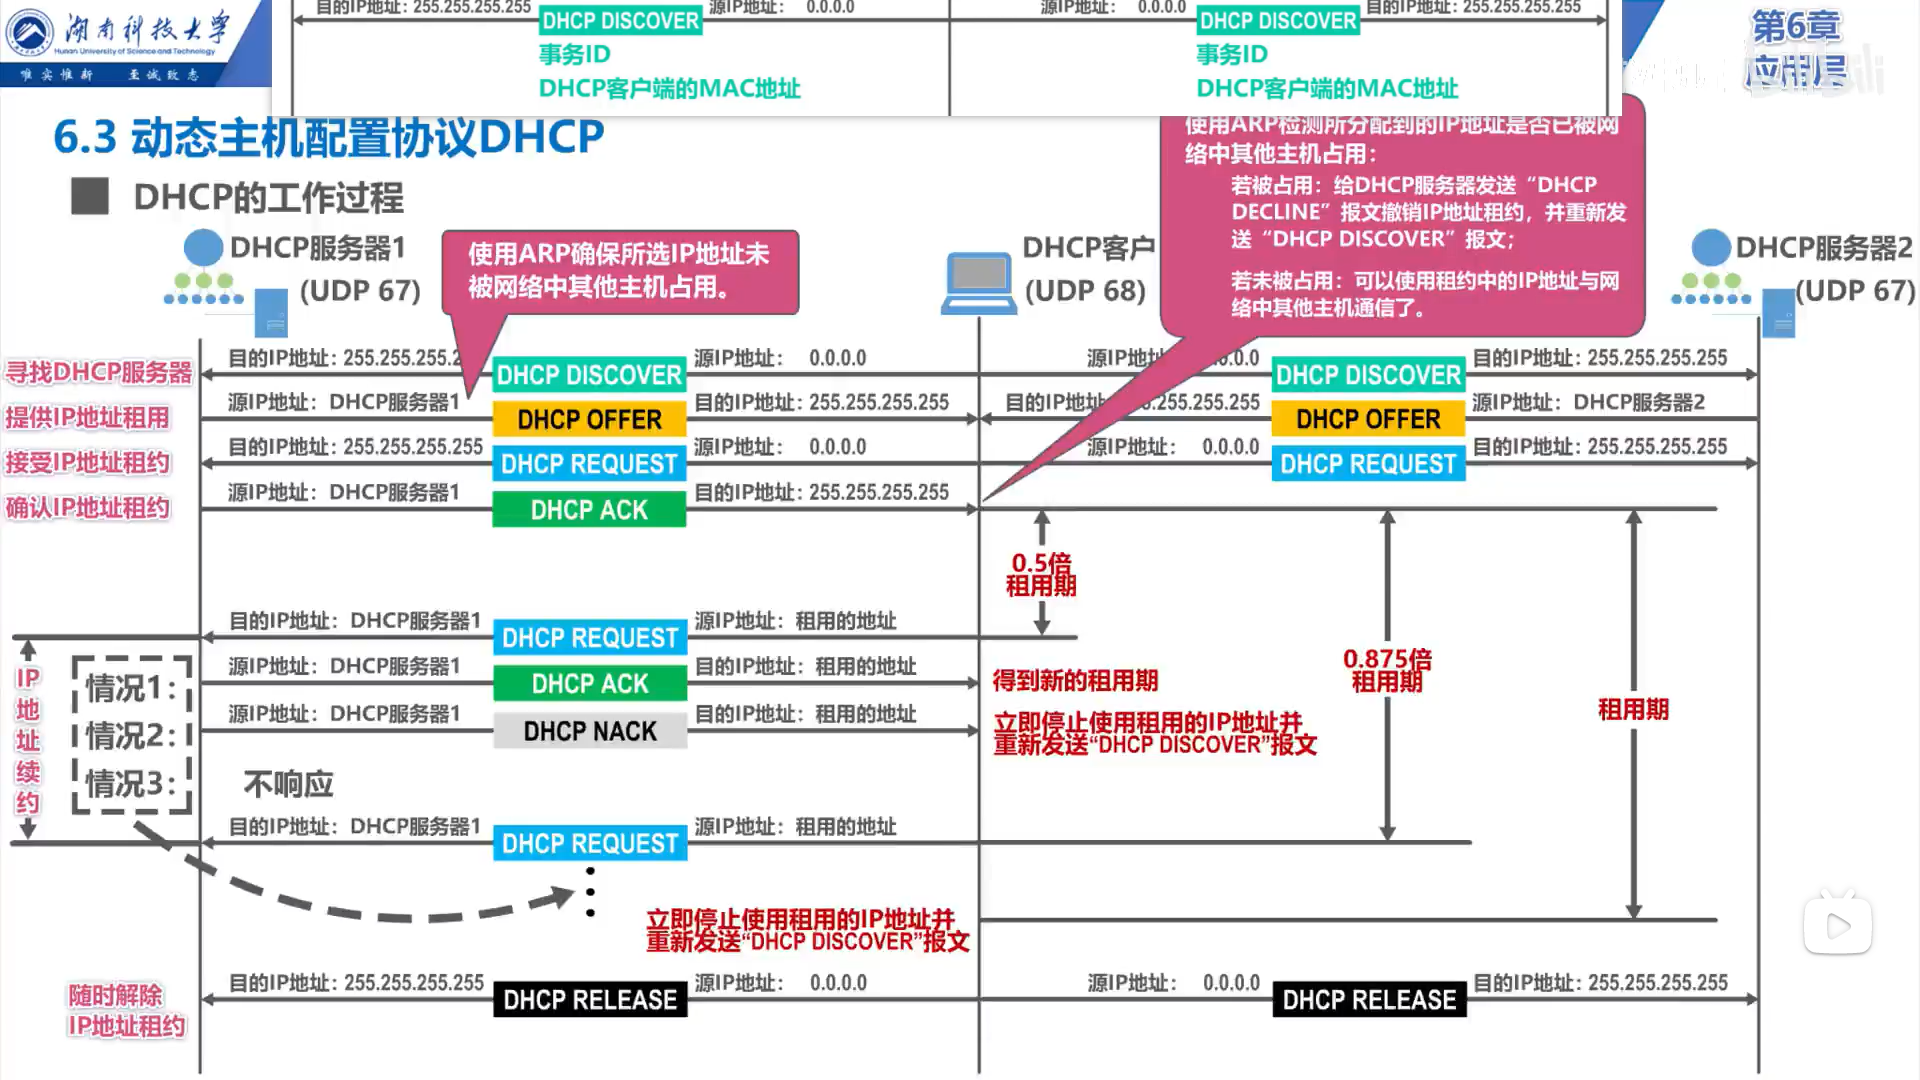 湖南科技大学
Hunan University of Science and Technology
唯实惟新 至诚致志
目的IP地址: 255.255.255.255 DHCP DISCOVER 源IP地址: 0.0.0.0
源IP地址: 0.0.0.0 DHCP DISCOVER 目的IP地址: 255.255.255.255
事务ID
DHCP客户端的MAC地址
事务ID
DHCP客户端的MAC地址
第6章
应用层
6.3 动态主机配置协议DHCP
DHCP的工作过程
使用ARP检测所分配到的IP地址是否已被网
络中其他主机占用:
若被占用: 给DHCP服务器发送“DHCP
DECLINE”报文撤销IP地址租约, 并重新发
送“DHCP DISCOVER”报文;
若未被占用: 可以使用租约中的IP地址与网
络中其他主机通信了。
DHCP服务器1
(UDP 67)
使用ARP确保所选IP地址未
被网络中其他主机占用。
DHCP客户
(UDP 68)
DHCP服务器2
(UDP 67)
寻找DHCP服务器
目的IP地址: 255.255.255.2 DHCP DISCOVER 源IP地址: 0.0.0.0
源IP地 0.0.0 DHCP DISCOVER 目的IP地址: 255.255.255.255
提供IP地址租用
源IP地址: DHCP服务器1 DHCP OFFER 目的IP地址: 255.255.255.255
目的IP地址 .255.255.255 DHCP OFFER 源IP地址: DHCP服务器2
接受IP地址租约
目的IP地址: 255.255.255.255 DHCP REQUEST 源IP地址: 0.0.0.0
源IP地址: 0.0.0.0 DHCP REQUEST 目的IP地址: 255.255.255.255
确认IP地址租约
源IP地址: DHCP服务器1 DHCP ACK 目的IP地址: 255.255.255.255
0.5倍
租用期
0.875倍
租用期
租用期
IP地址续约
目的IP地址: DHCP服务器1 DHCP REQUEST 源IP地址: 租用的地址
情况1:
源IP地址: DHCP服务器1 DHCP ACK 目的IP地址: 租用的地址
得到新的租用期
情况2:
源IP地址: DHCP服务器1 DHCP NACK 目的IP地址: 租用的地址
立即停止使用租用的IP地址并
重新发送“DHCP DISCOVER”报文
情况3:
不响应
目的IP地址: DHCP服务器1 DHCP REQUEST 源IP地址: 租用的地址
立即停止使用租用的IP地址并
重新发送“DHCP DISCOVER”报文
随时解除
IP地址租约
目的IP地址: 255.255.255.255 DHCP RELEASE 源IP地址: 0.0.0.0
源IP地址: 0.0.0.0 DHCP RELEASE 目的IP地址: 255.255.255.255